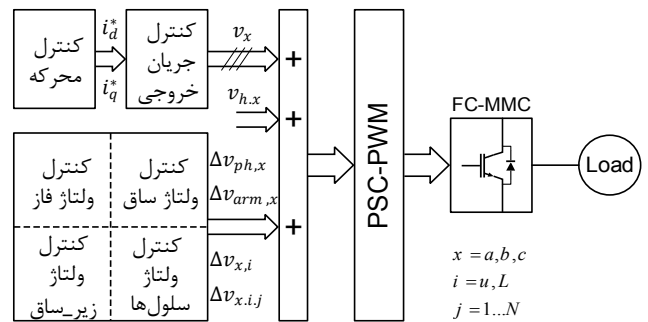 کنترل
محرکه
i*d
i*q
کنترل
جریان
خروجی
vx
+
vh.x
+
کنترل
ولتاژ فاز
کنترل
ولتاژ ساق
کنترل
ولتاژ
زیر_ساق
کنترل
ولتاژ
سلول‌ها
Δvph,x
Δvarm,x
Δvx,i
Δvx.i.j
+
PSC-PWM
FC-MMC
Load
x = a,b,c
i = u,L
j = 1...N